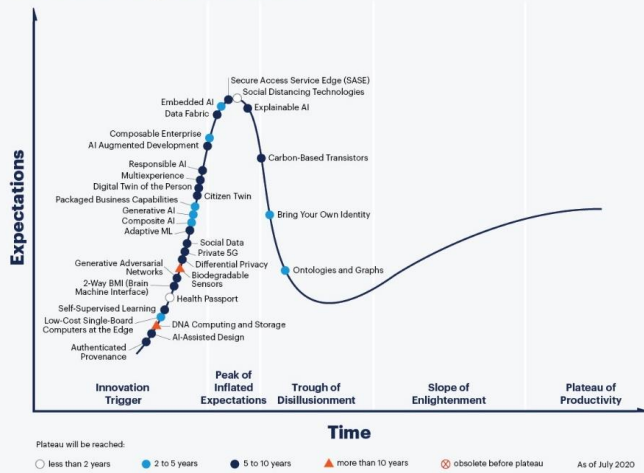 Expectations
Secure Access Service Edge (SASE)
Social Distancing Technologies
Embedded AI
Data Fabric
Explainable AI
Composable Enterprise
AI Augmented Development
Carbon-Based Transistors
Responsible AI
Multiexperience
Digital Twin of the Person
Citizen Twin
Packaged Business Capabilities
Generative AI
Bring Your Own Identity
Composite AI
Adaptive ML
Social Data
Private 5G
Differential Privacy
Generative Adversarial
Networks
Biodegradable
Sensors
Ontologies and Graphs
2-Way BMI (Brain
Machine Interface)
Health Passport
Self-Supervised Learning
Low-Cost Single-Board
Computers at the Edge
DNA Computing and Storage
AI-Assisted Design
Authenticated
Provenance
Innovation
Trigger
Peak of
Inflated
Expectations
Trough of
Disillusionment
Slope of
Enlightenment
Plateau of
Productivity
Time
Plateau will be reached:
less than 2 years
2 to 5 years
5 to 10 years
more than 10 years
obsolete before plateau
As of July 2020